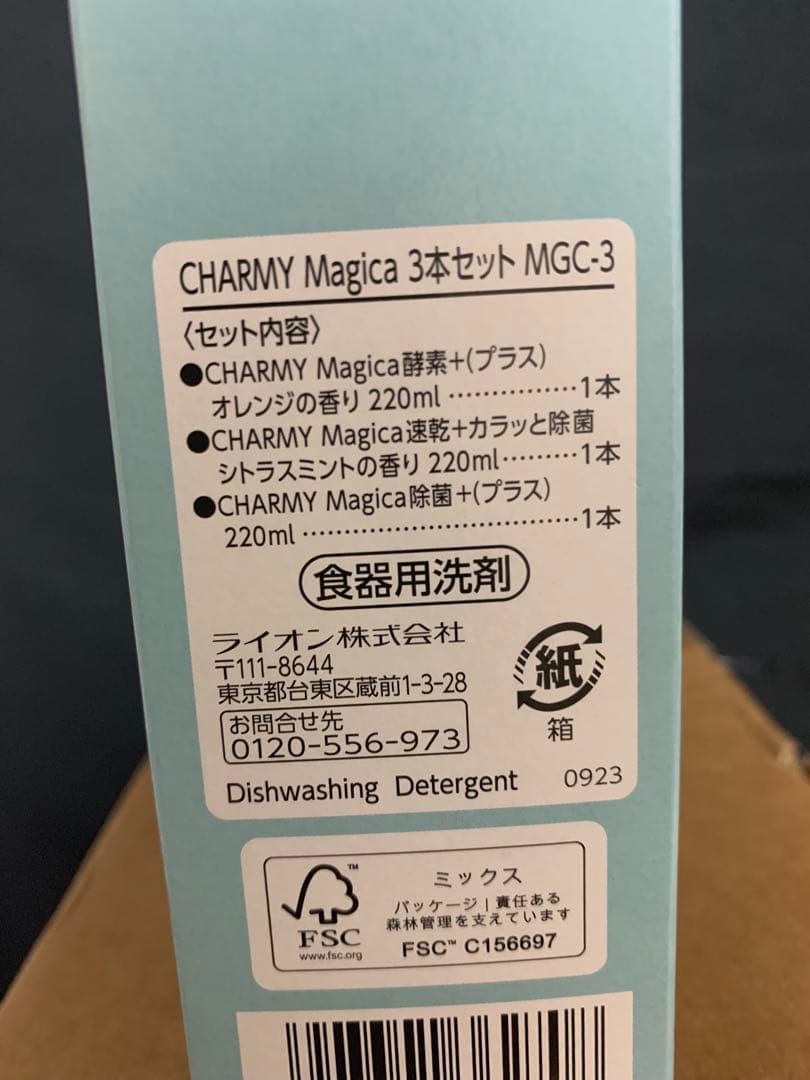 CHARMY Magica 3本セット MGC-3
〈セット内容〉
●CHARMY Magica酵素+(プラス)
オレンジの香り 220ml ……………1本
●CHARMY Magica速乾+カラッと除菌
シトラスミントの香り 220ml………1本
●CHARMY Magica除菌+(プラス)
220ml ……………………………1本
食器用洗剤
ライオン株式会社
〒111-8644
東京都台東区蔵前1-3-28
お問合せ先
0120-556-973
紙
箱
Dishwashing Detergent 0923
FSC™
www.fsc.org
ミックス
パッケージ | 責任ある
森林管理を支えています
FSC™ C156697